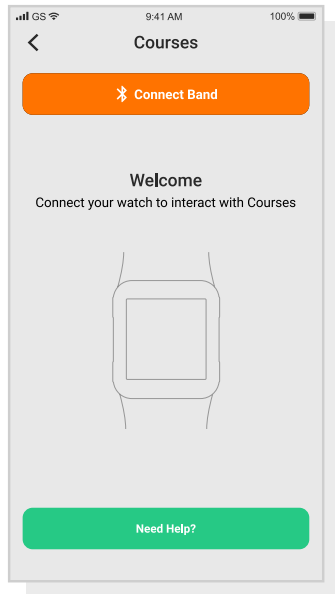 GS 9:41 AM 100%
Courses
Connect Band
Welcome
Connect your watch to interact with Courses
Need Help?